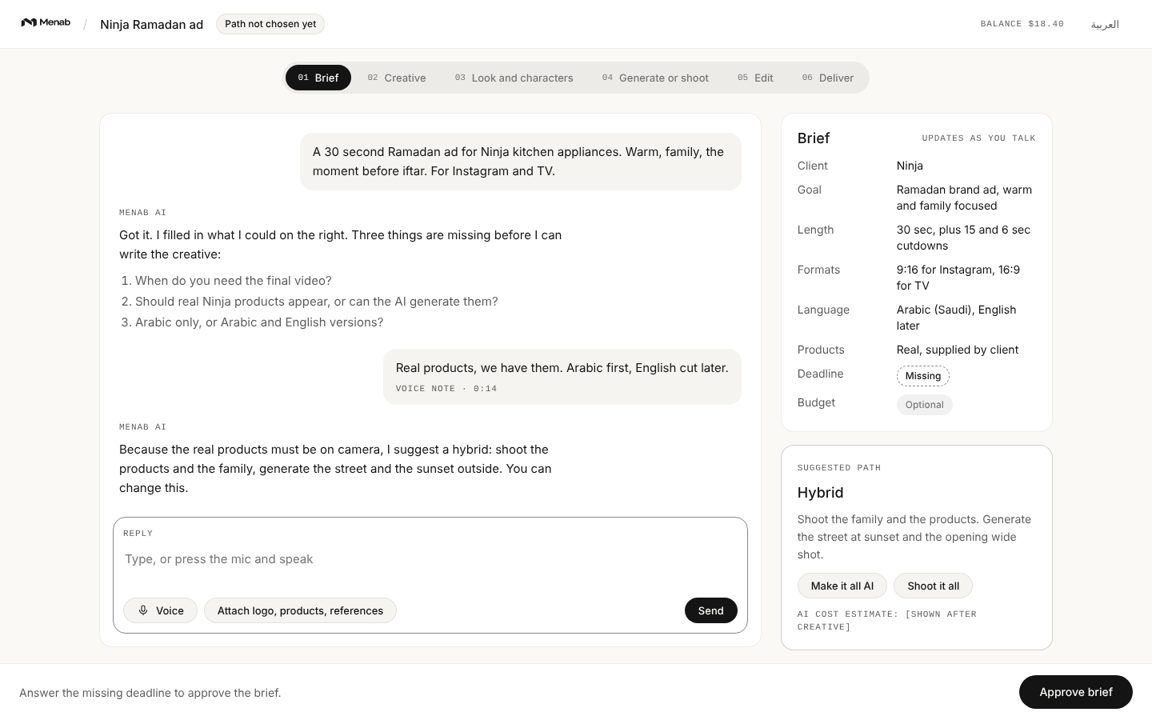 Menab / Ninja Ramadan ad Path not chosen yet BALANCE $18.40 العربية
01 Brief 02 Creative 03 Look and characters 04 Generate or shoot 05 Edit 06 Deliver
A 30 second Ramadan ad for Ninja kitchen appliances. Warm, family, the
moment before iftar. For Instagram and TV.
MENAB AI
Got it. I filled in what I could on the right. Three things are missing before I can
write the creative:
1. When do you need the final video?
2. Should real Ninja products appear, or can the AI generate them?
3. Arabic only, or Arabic and English versions?
Real products, we have them. Arabic first, English cut later.
VOICE NOTE · 0:14
MENAB AI
Because the real products must be on camera, I suggest a hybrid: shoot the
products and the family, generate the street and the sunset outside. You can
change this.
REPLY
Type, or press the mic and speak
Voice Attach logo, products, references Send
Brief UPDATES AS YOU TALK
Client Ninja
Goal Ramadan brand ad, warm
and family focused
Length 30 sec, plus 15 and 6 sec
cutdowns
Formats 9:16 for Instagram, 16:9
for TV
Language Arabic (Saudi), English
later
Products Real, supplied by client
Deadline Missing
Budget Optional
SUGGESTED PATH
Hybrid
Shoot the family and the products. Generate
the street at sunset and the opening wide
shot.
Make it all AI Shoot it all
AI COST ESTIMATE: [SHOWN AFTER
CREATIVE]
Answer the missing deadline to approve the brief. Approve brief